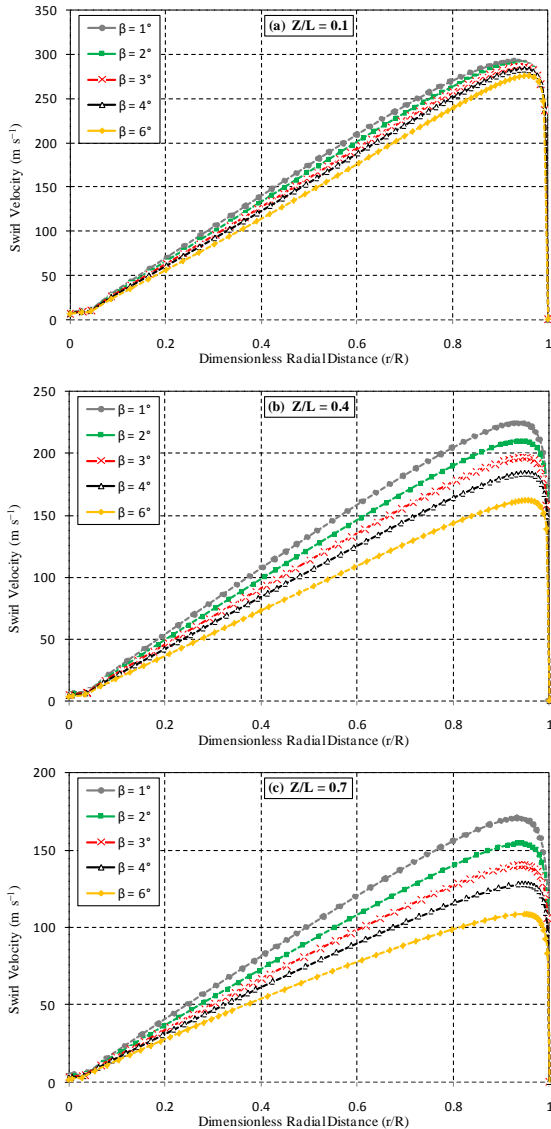 (a) Z/L = 0.1
β = 1°
β = 2°
β = 3°
β = 4°
β = 6°
Swirl Velocity (m s⁻¹)
350
300
250
200
150
100
50
0
0 0.2 0.4 0.6 0.8 1
Dimensionless Radial Distance (r/R)
(b) Z/L = 0.4
β = 1°
β = 2°
β = 3°
β = 4°
β = 6°
Swirl Velocity (m s⁻¹)
250
200
150
100
50
0
0 0.2 0.4 0.6 0.8 1
Dimensionless Radial Distance (r/R)
(c) Z/L = 0.7
β = 1°
β = 2°
β = 3°
β = 4°
β = 6°
Swirl Velocity (m s⁻¹)
200
150
100
50
0
0 0.2 0.4 0.6 0.8 1
Dimensionless Radial Distance (r/R)